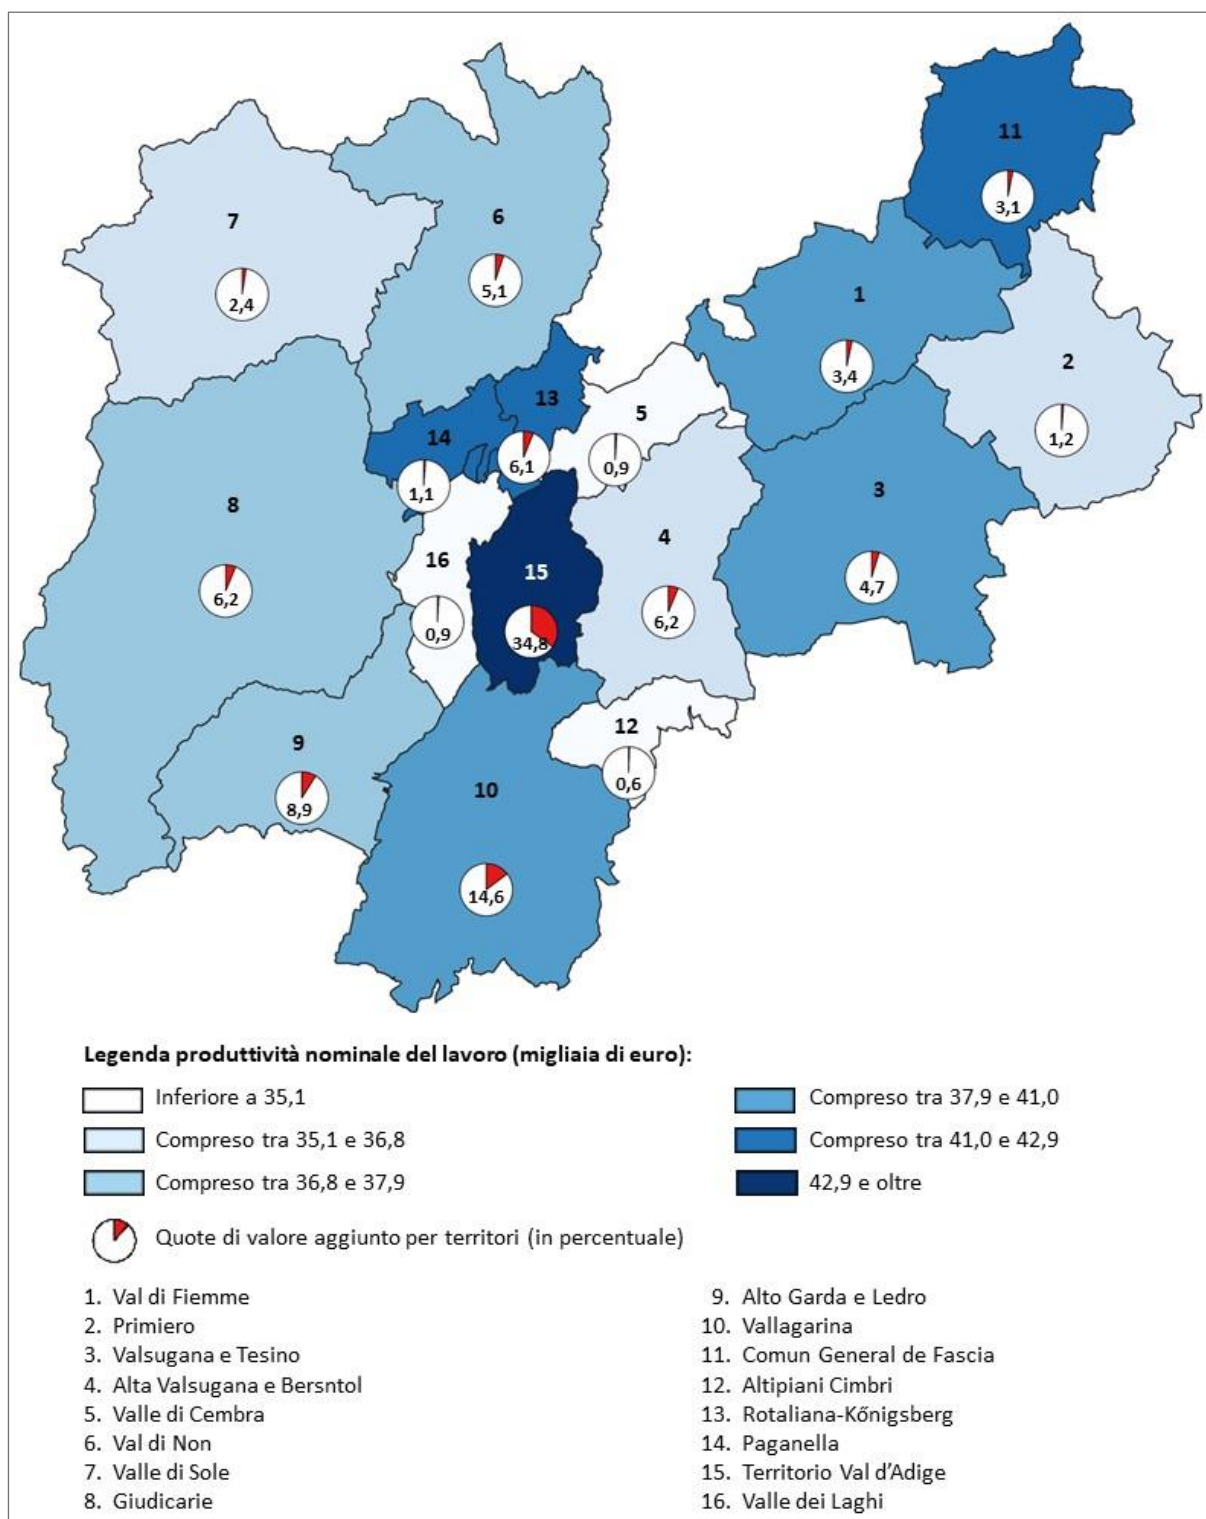 11
3,1
7
2,4
6
5,1
1
3,4
2
1,2
13
6,1
5
0,9
14
1,1
3
4,7
8
6,2
4
6,2
16
0,9
15
34,8
12
0,6
9
8,9
10
14,6
Legenda produttività nominale del lavoro (migliaia di euro):
Inferiore a 35,1
Compreso tra 35,1 e 36,8
Compreso tra 36,8 e 37,9
Compreso tra 37,9 e 41,0
Compreso tra 41,0 e 42,9
42,9 e oltre
Quote di valore aggiunto per territori (in percentuale)
1. Val di Fiemme
2. Primiero
3. Valsugana e Tesino
4. Alta Valsugana e Bersntol
5. Valle di Cembra
6. Val di Non
7. Valle di Sole
8. Giudicarie
9. Alto Garda e Ledro
10. Vallagarina
11. Comun General de Fascia
12. Altipiani Cimbri
13. Rotaliana-Kőnigsberg
14. Paganella
15. Territorio Val d’Adige
16. Valle dei Laghi